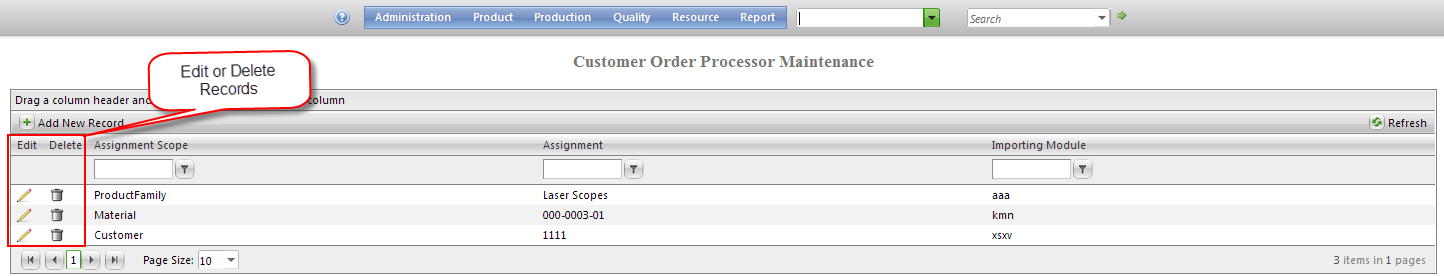 Administration Product Production Quality Resource Report Search
Customer Order Processor Maintenance
Edit or Delete
Records
Drag a column header and column
Add New Record Refresh
Edit Delete Assignment Scope Assignment Importing Module
ProductFamily Laser Scopes aaa
Material 000-0003-01 kmn
Customer 1111 xsxv
1 Page Size: 10 3 items in 1 pages